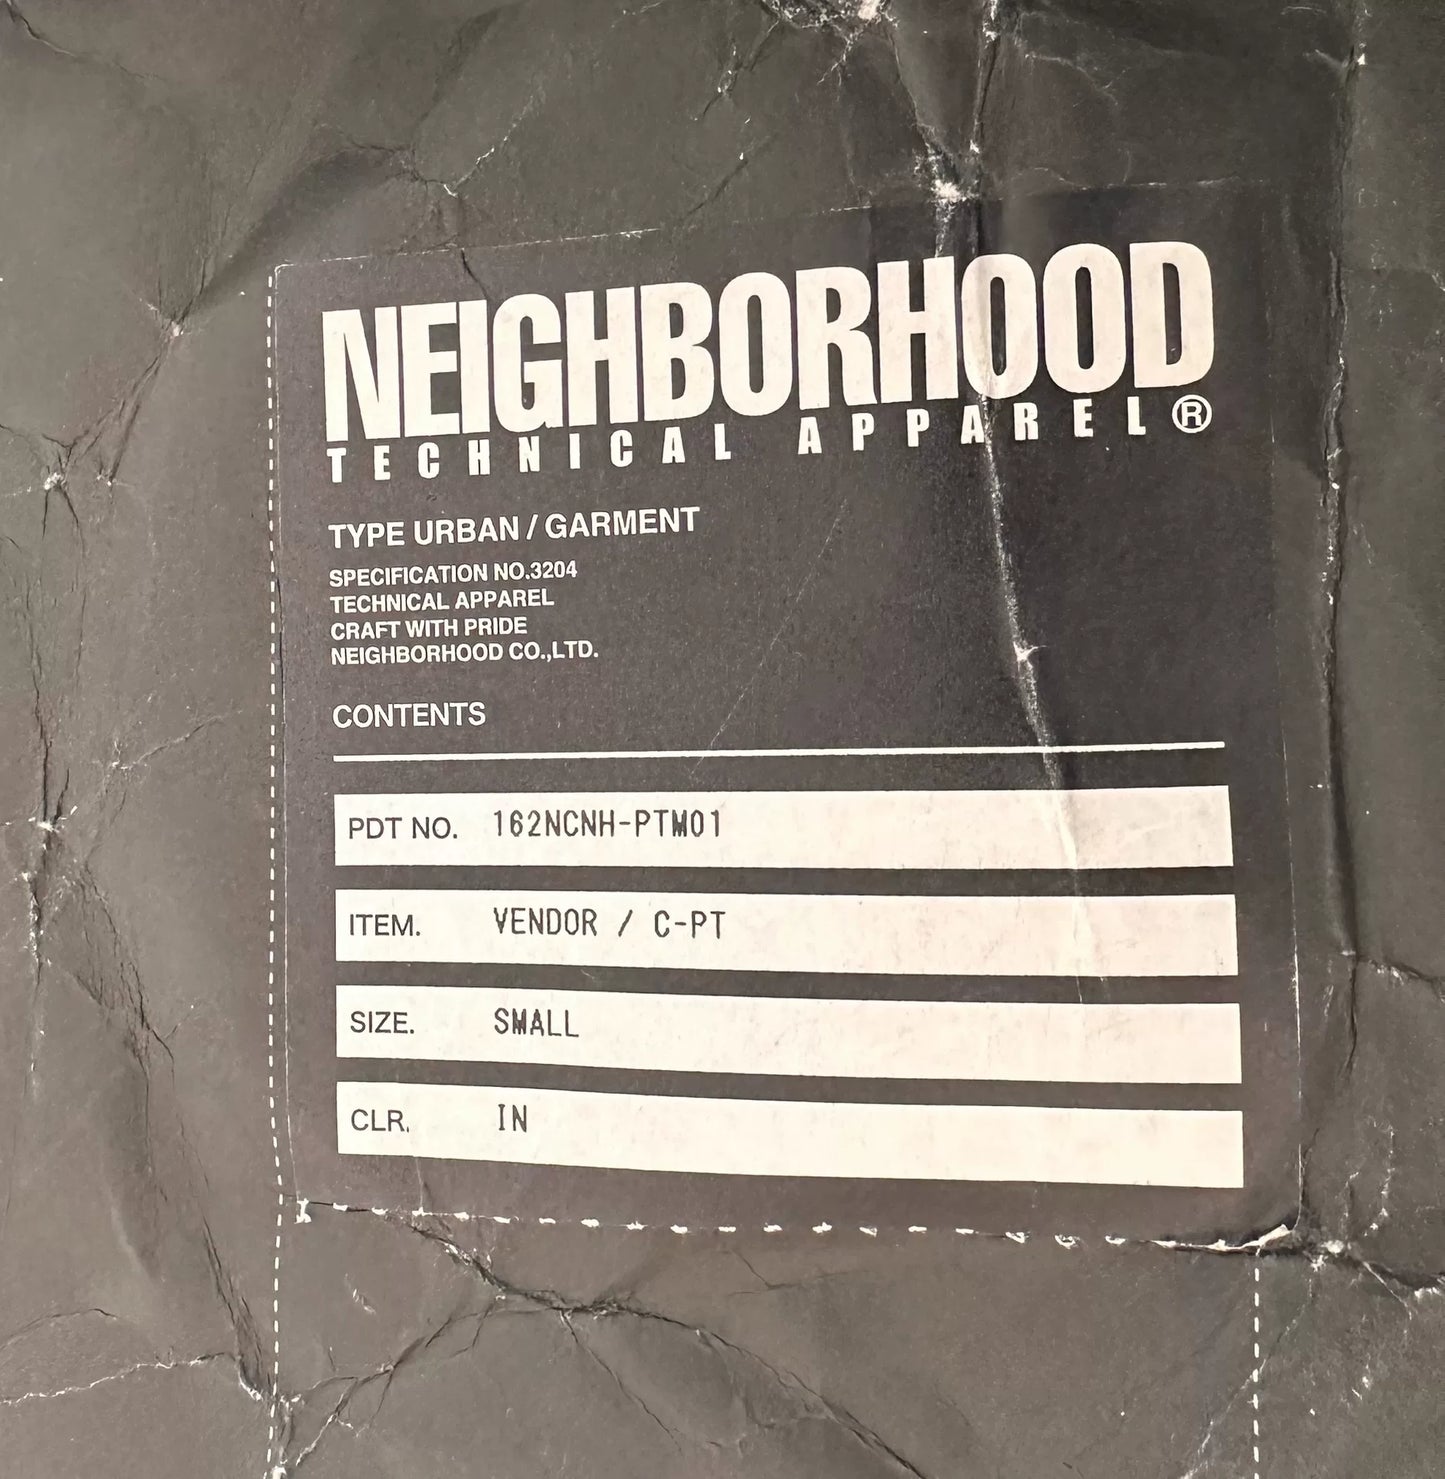 NEIGHBORHOOD
TECHNICAL APPAREL®
TYPE URBAN / GARMENT
SPECIFICATION NO.3204
TECHNICAL APPAREL
CRAFT WITH PRIDE
NEIGHBORHOOD CO.,LTD.
CONTENTS
PDT NO. 162NCNH-PTM01
ITEM. VENDOR / C-PT
SIZE. SMALL
CLR. IN